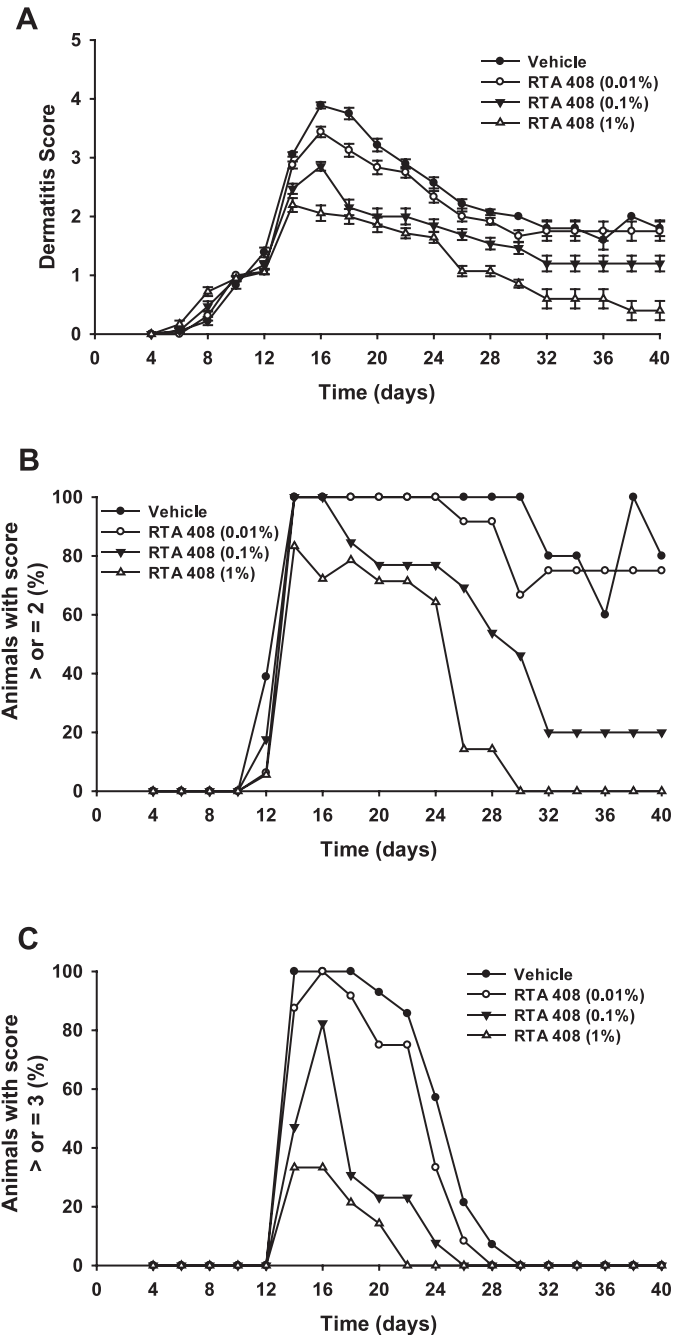 A
Dermatitis Score
5
4
3
2
1
0
Vehicle
RTA 408 (0.01%)
RTA 408 (0.1%)
RTA 408 (1%)
0 4 8 12 16 20 24 28 32 36 40
Time (days)
B
Animals with score
> or = 2 (%)
100
80
60
40
20
0
Vehicle
RTA 408 (0.01%)
RTA 408 (0.1%)
RTA 408 (1%)
0 4 8 12 16 20 24 28 32 36 40
Time (days)
C
Animals with score
> or = 3 (%)
100
80
60
40
20
0
Vehicle
RTA 408 (0.01%)
RTA 408 (0.1%)
RTA 408 (1%)
0 4 8 12 16 20 24 28 32 36 40
Time (days)